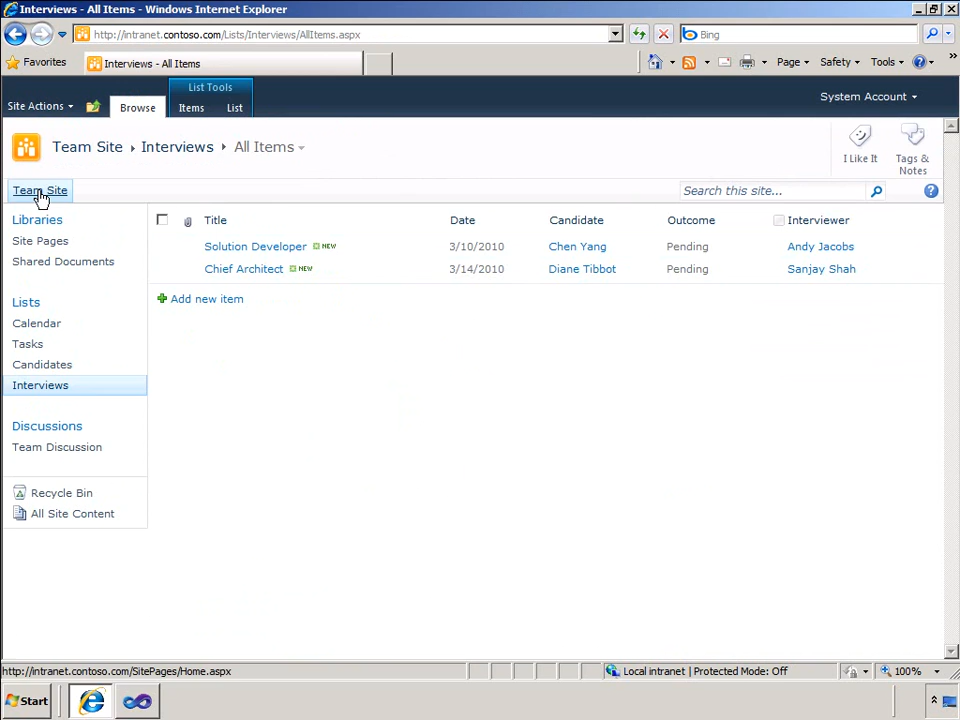 Interviews - All Items - Windows Internet Explorer
http://intranet.contoso.com/Lists/Interviews/AllItems.aspx
Bing
Favorites
Interviews - All Items
Page
Safety
Tools
List Tools
Site Actions
Browse
Items
List
System Account
Team Site
Interviews
All Items
I Like It
Tags & Notes
Team Site
Search this site...
Libraries
Site Pages
Shared Documents
Lists
Calendar
Tasks
Candidates
Interviews
Discussions
Team Discussion
Recycle Bin
All Site Content
Title Date Candidate Outcome Interviewer
Solution Developer NEW 3/10/2010 Chen Yang Pending Andy Jacobs
Chief Architect NEW 3/14/2010 Diane Tibbot Pending Sanjay Shah
Add new item
http://intranet.contoso.com/SitePages/Home.aspx
Local intranet | Protected Mode: Off
100%
Start